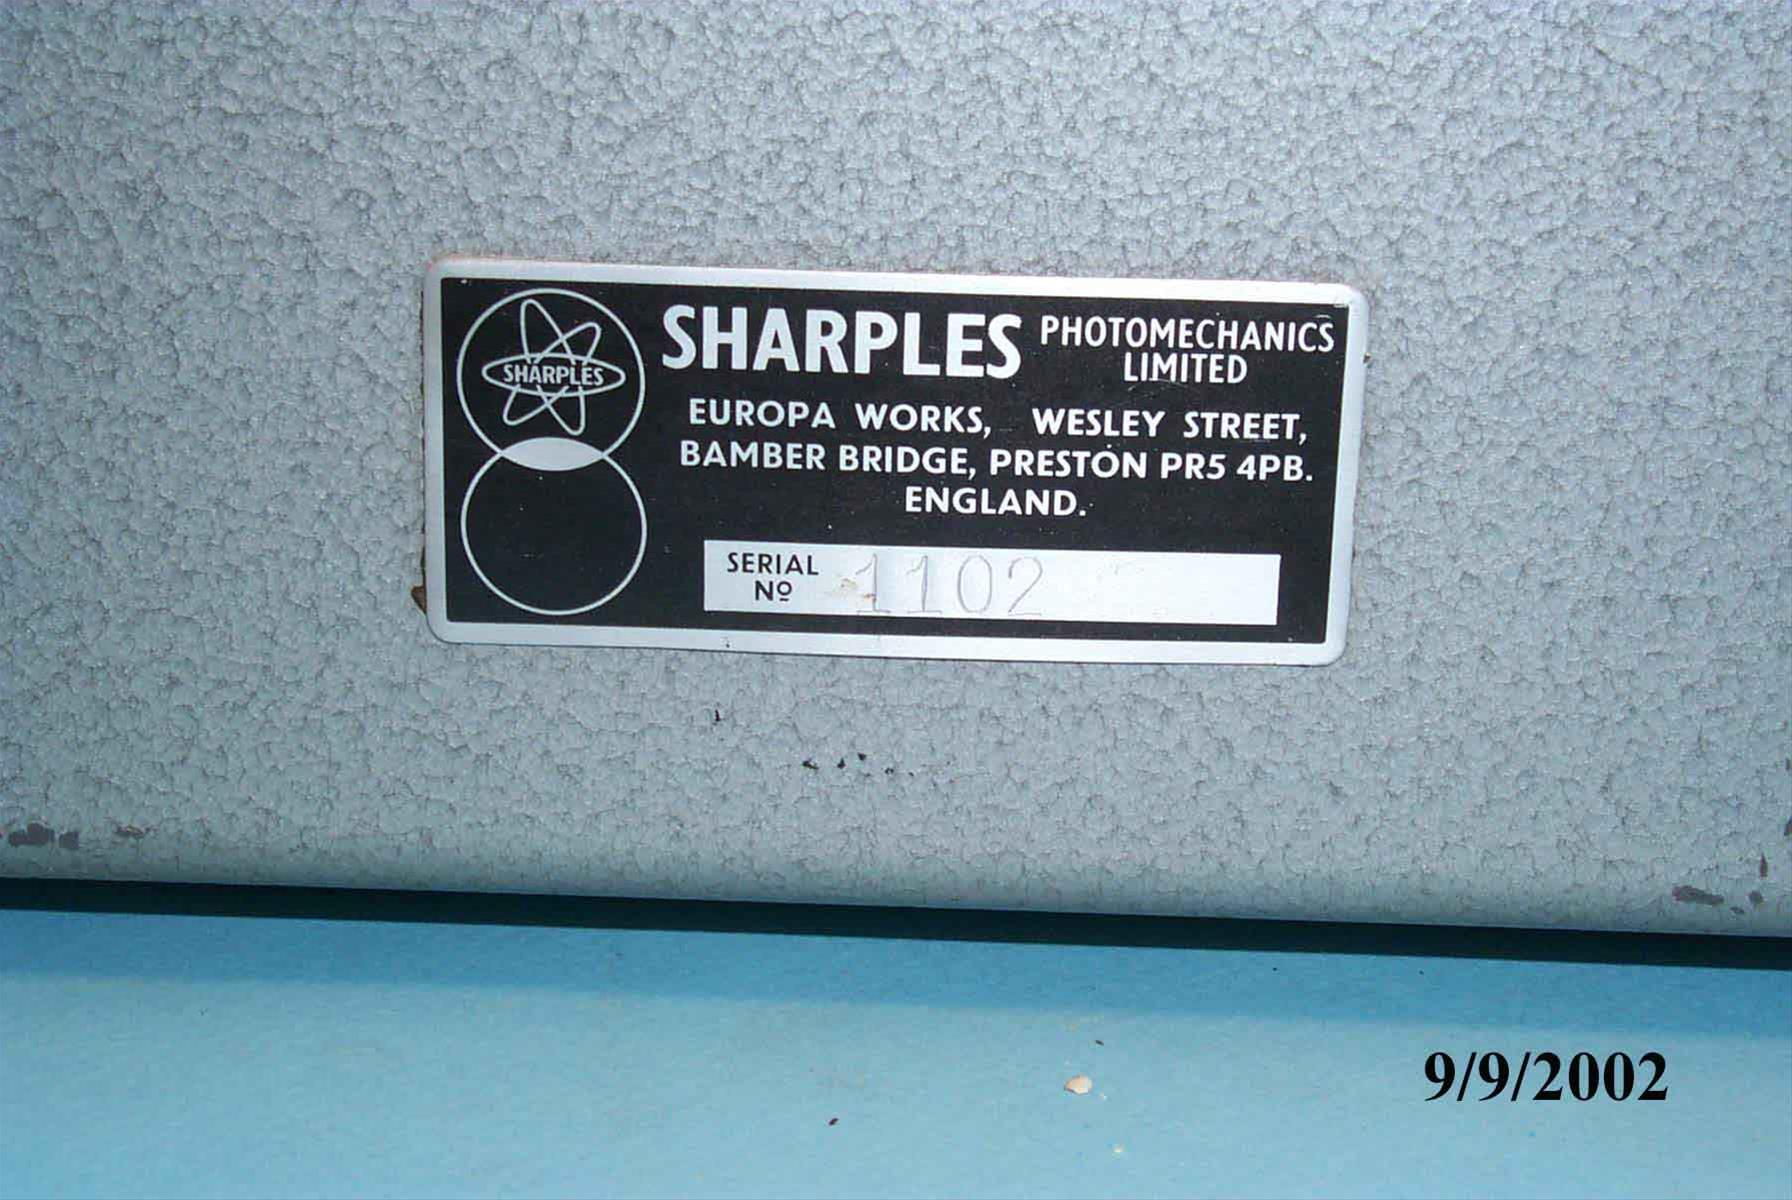 SHARPLES
SHARPLES PHOTOMECHANICS
LIMITED
EUROPA WORKS, WESLEY STREET,
BAMBER BRIDGE, PRESTON PR5 4PB.
ENGLAND.
SERIAL
Nº 1102
9/9/2002